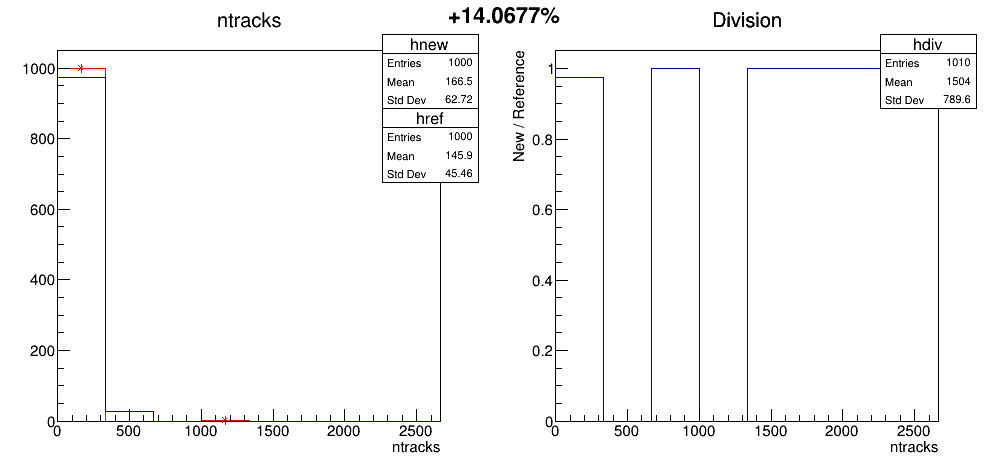 +14.0677%
ntracks
hnew
Entries 1000
Mean 166.5
Std Dev 62.72
href
Entries 1000
Mean 145.9
Std Dev 45.46
1000
800
600
400
200
0
0 500 1000 1500 2000 2500
ntracks
Division
hdiv
Entries 1010
Mean 1504
Std Dev 789.6
New / Reference
1
0.8
0.6
0.4
0.2
0
0 500 1000 1500 2000 2500
ntracks